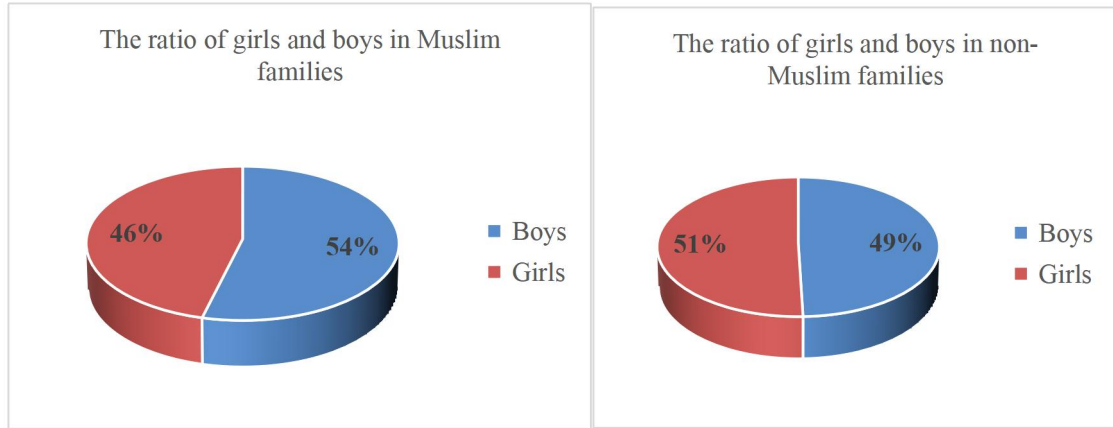 The ratio of girls and boys in Muslim
families
46%
54%
Boys
Girls
The ratio of girls and boys in non-
Muslim families
51%
49%
Boys
Girls